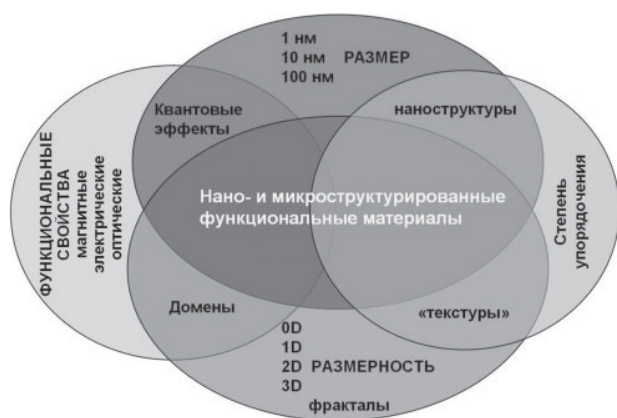 1 нм
10 нм РАЗМЕР
100 нм
Квантовые
эффекты
наноструктуры
ФУНКЦИОНАЛЬНЫЕ
СВОЙСТВА
магнитные
электрические
оптические
Нано- и микроструктурированные
функциональные материалы
Степень
упорядочения
Домены
«текстуры»
0D
1D
2D РАЗМЕРНОСТЬ
3D
фракталы